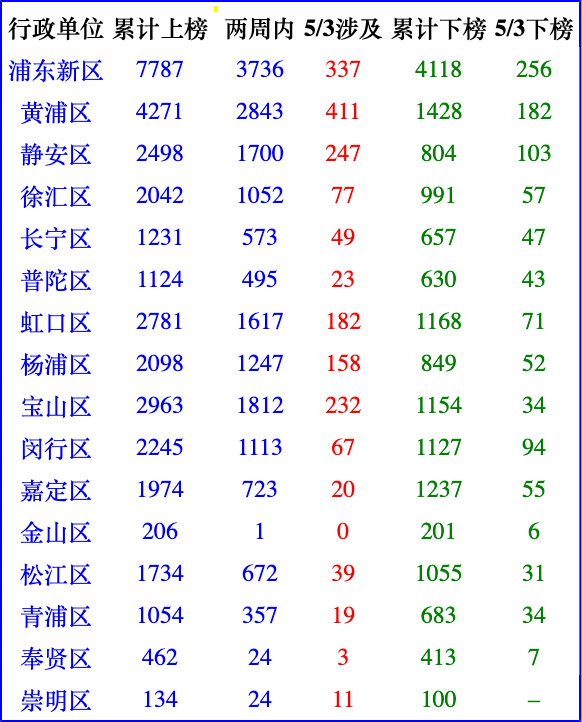 行政单位 累计上榜 两周内 5/3涉及 累计下榜 5/3下榜
浦东新区 7787 3736 337 4118 256
黄浦区 4271 2843 411 1428 182
静安区 2498 1700 247 804 103
徐汇区 2042 1052 77 991 57
长宁区 1231 573 49 657 47
普陀区 1124 495 23 630 43
虹口区 2781 1617 182 1168 71
杨浦区 2098 1247 158 849 52
宝山区 2963 1812 232 1154 34
闵行区 2245 1113 67 1127 94
嘉定区 1974 723 20 1237 55
金山区 206 1 0 201 6
松江区 1734 672 39 1055 31
青浦区 1054 357 19 683 34
奉贤区 462 24 3 413 7
崇明区 134 24 11 100 –